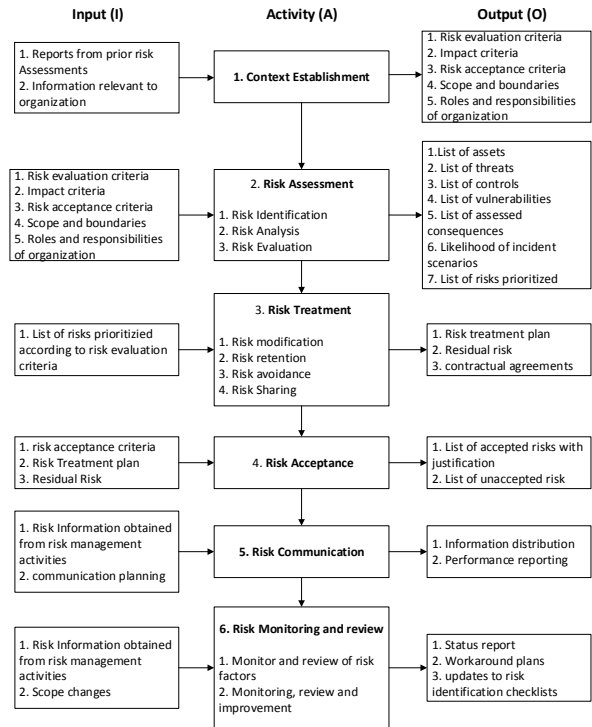 Input (I)
Activity (A)
Output (O)
1. Reports from prior risk
Assessments
2. Information relevant to
organization
1. Context Establishment
1. Risk evaluation criteria
2. Impact criteria
3. Risk acceptance criteria
4. Scope and boundaries
5. Roles and responsibilities
of organization
1. Risk evaluation criteria
2. Impact criteria
3. Risk acceptance criteria
4. Scope and boundaries
5. Roles and responsibilities
of organization
2. Risk Assessment
1. Risk Identification
2. Risk Analysis
3. Risk Evaluation
1.List of assets
2. List of threats
3. List of controls
4. List of vulnerabilities
5. List of assessed
consequences
6. Likelihood of incident
scenarios
7. List of risks prioritized
1. List of risks prioritizied
according to risk evaluation
criteria
3. Risk Treatment
1. Risk modification
2. Risk retention
3. Risk avoidance
4. Risk Sharing
1. Risk treatment plan
2. Residual risk
3. contractual agreements
1. risk acceptance criteria
2. Risk Treatment plan
3. Residual Risk
4. Risk Acceptance
1. List of accepted risks with
justification
2. List of unaccepted risk
1. Risk Information obtained
from risk management
activities
2. communication planning
5. Risk Communication
1. Information distribution
2. Performance reporting
1. Risk Information obtained
from risk management
activities
2. Scope changes
6. Risk Monitoring and review
1. Monitor and review of risk
factors
2. Monitoring, review and
improvement
1. Status report
2. Workaround plans
3. updates to risk
identification checklists